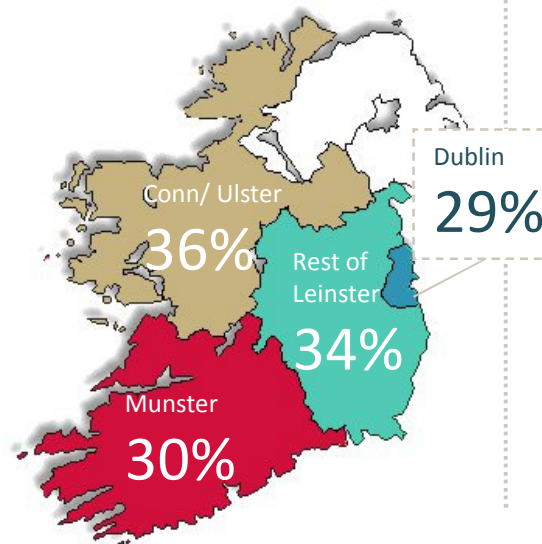 Dublin
29%
Conn/ Ulster
36%
Rest of
Leinster
34%
Munster
30%